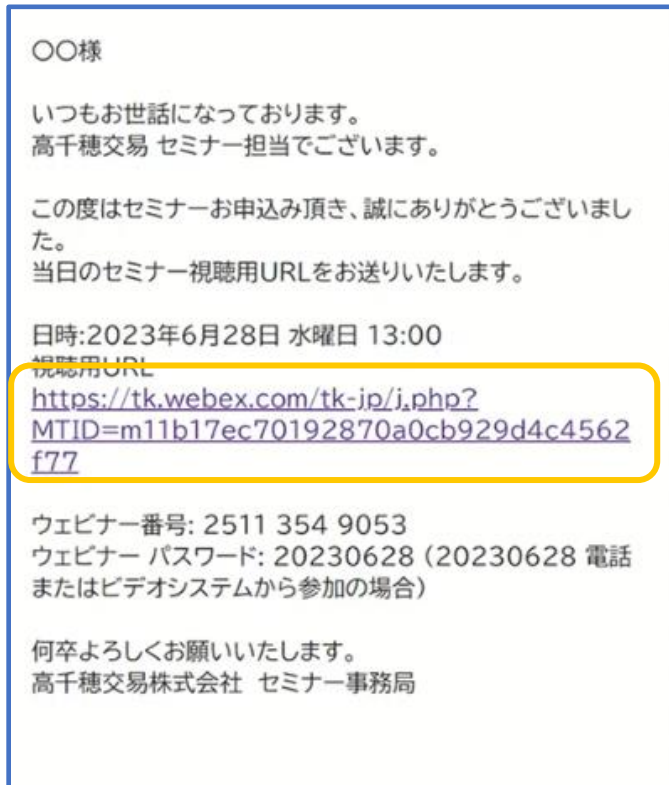 〇〇様
いつもお世話になっております。
高千穂交易 セミナー担当でございます。
この度はセミナーお申込み頂き、誠にありがとうございまし
た。
当日のセミナー視聴用URLをお送りいたします。
日時:2023年6月28日 水曜日 13:00
視聴用URL
https://tk.webex.com/tk-jp/j.php?
MTID=m11b17ec70192870a0cb929d4c4562
f77
ウェビナー番号: 2511 354 9053
ウェビナー パスワード: 20230628 (20230628 電話
またはビデオシステムから参加の場合)
何卒よろしくお願いいたします。
高千穂交易株式会社 セミナー事務局